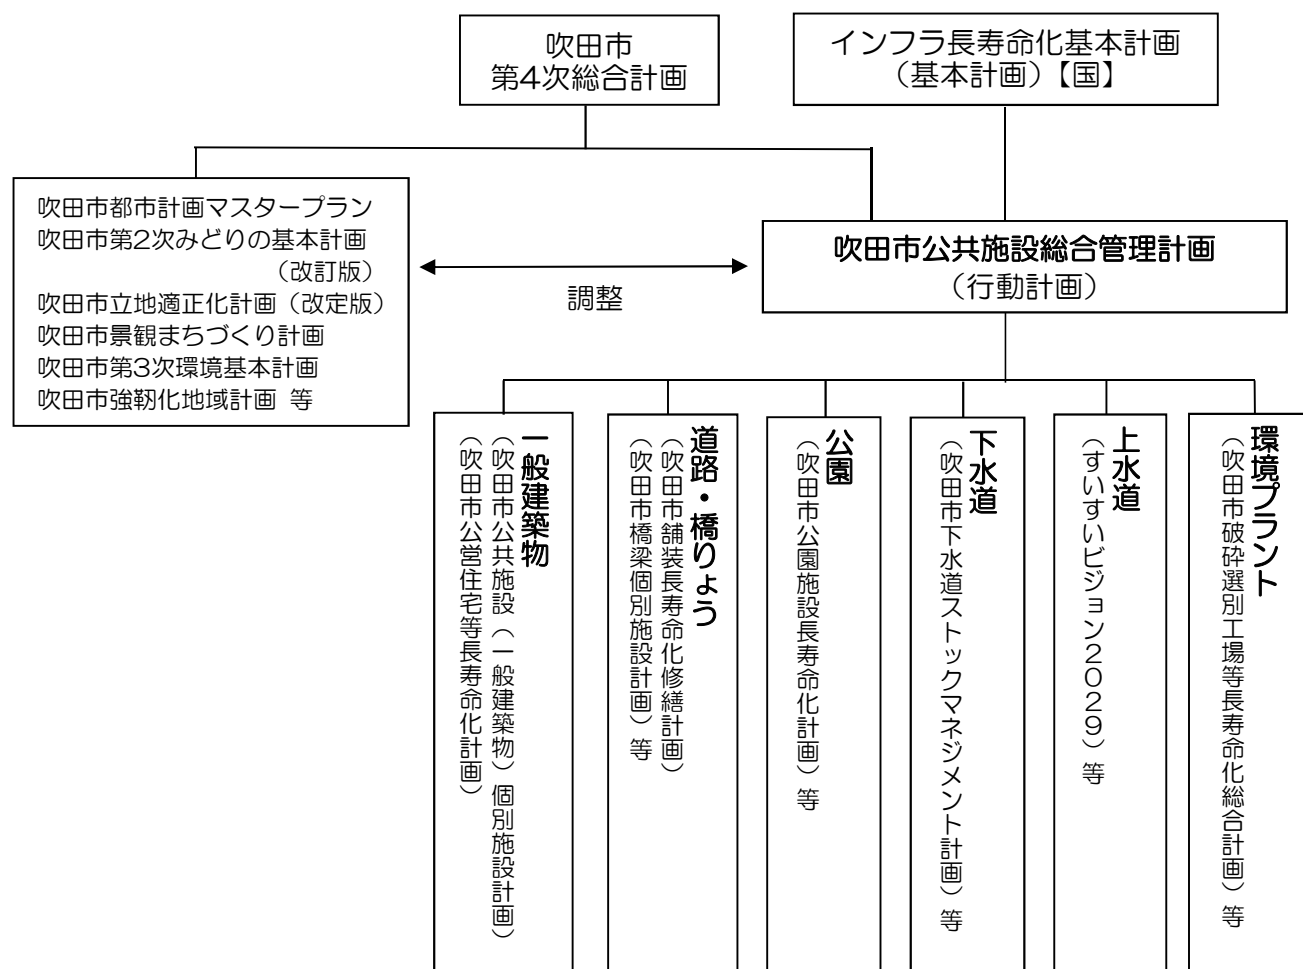 吹田市
第4次総合計画
インフラ長寿命化基本計画
（基本計画）【国】
吹田市都市計画マスタープラン
吹田市第2次みどりの基本計画
（改訂版）
吹田市立地適正化計画（改定版）
吹田市景観まちづくり計画
吹田市第3次環境基本計画
吹田市強靭化地域計画 等
調整
吹田市公共施設総合管理計画
（行動計画）
一般建築物
（吹田市公共施設（一般建築物）個別施設計画）
（吹田市公営住宅等長寿命化計画）
道路・橋りょう
（吹田市舗装長寿命化修繕計画）
（吹田市橋梁個別施設計画）等
公園
（吹田市公園施設長寿命化計画）等
下水道
（吹田市下水道ストックマネジメント計画）等
上水道
（すいすいビジョン2029）等
環境プラント
（吹田市破砕選別工場等長寿命化総合計画）等